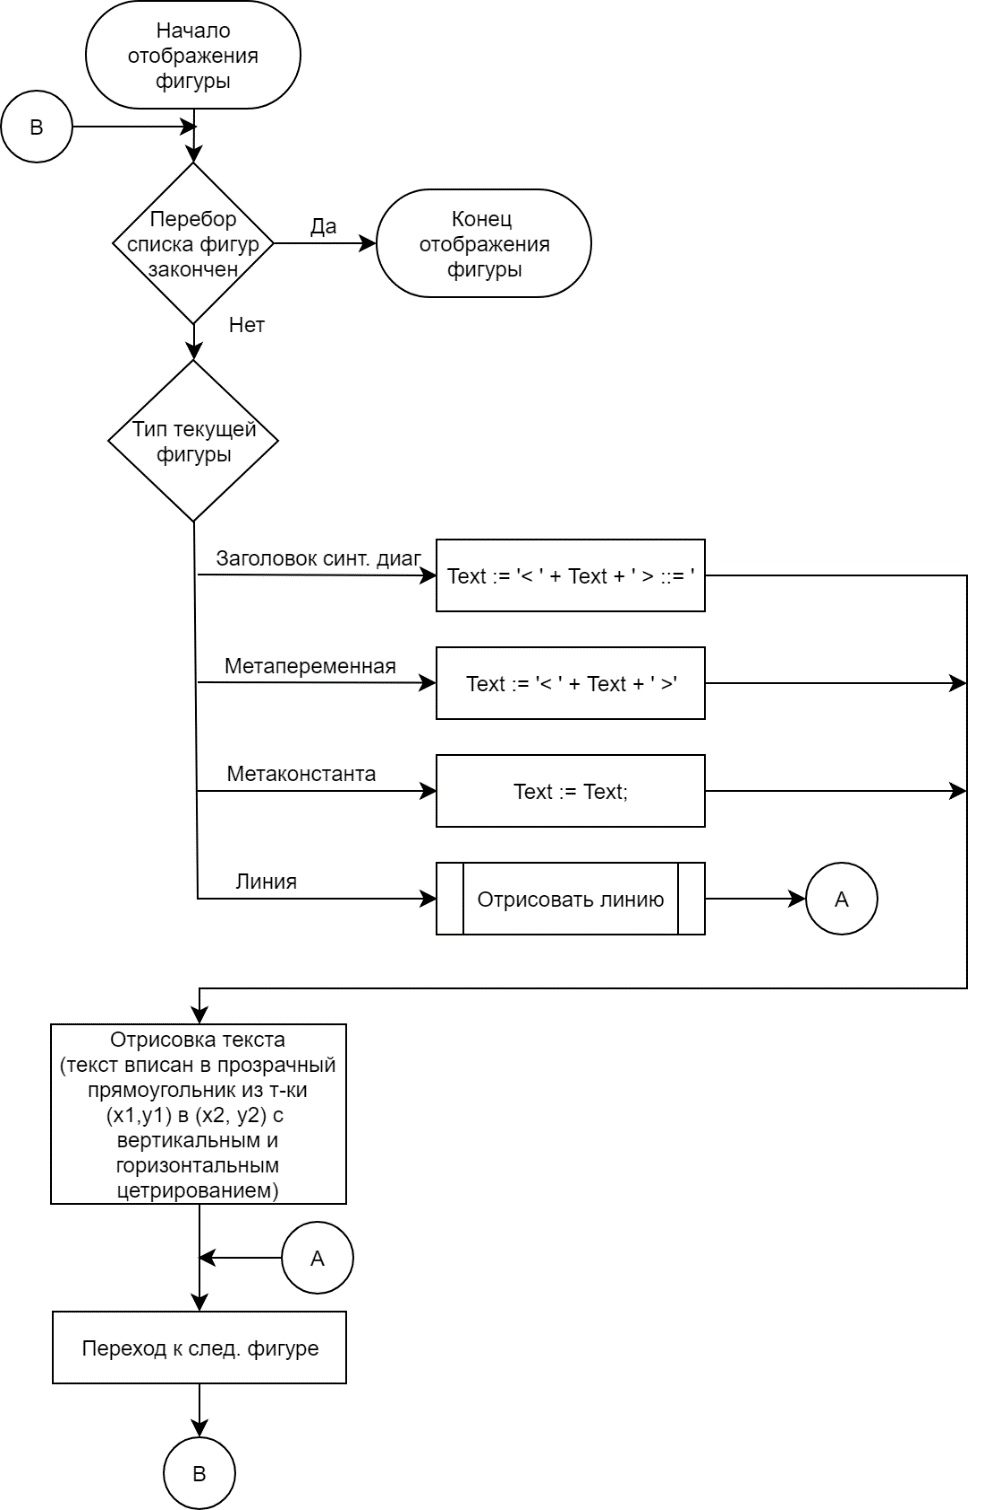 Начало
отображения
фигуры
B
Перебор
списка фигур
закончен
Да
Конец
отображения
фигуры
Нет
Тип текущей
фигуры
Заголовок синт. диаг
Text := '< ' + Text + ' > ::= '
Метапеременная
Text := '< ' + Text + ' >'
Метаконстанта
Text := Text;
Линия
Отрисовать линию
A
Отрисовка текста
(текст вписан в прозрачный
прямоугольник из т-ки
(x1,y1) в (x2, y2) с
вертикальным и
горизонтальным
цетрированием)
A
Переход к след. фигуре
B